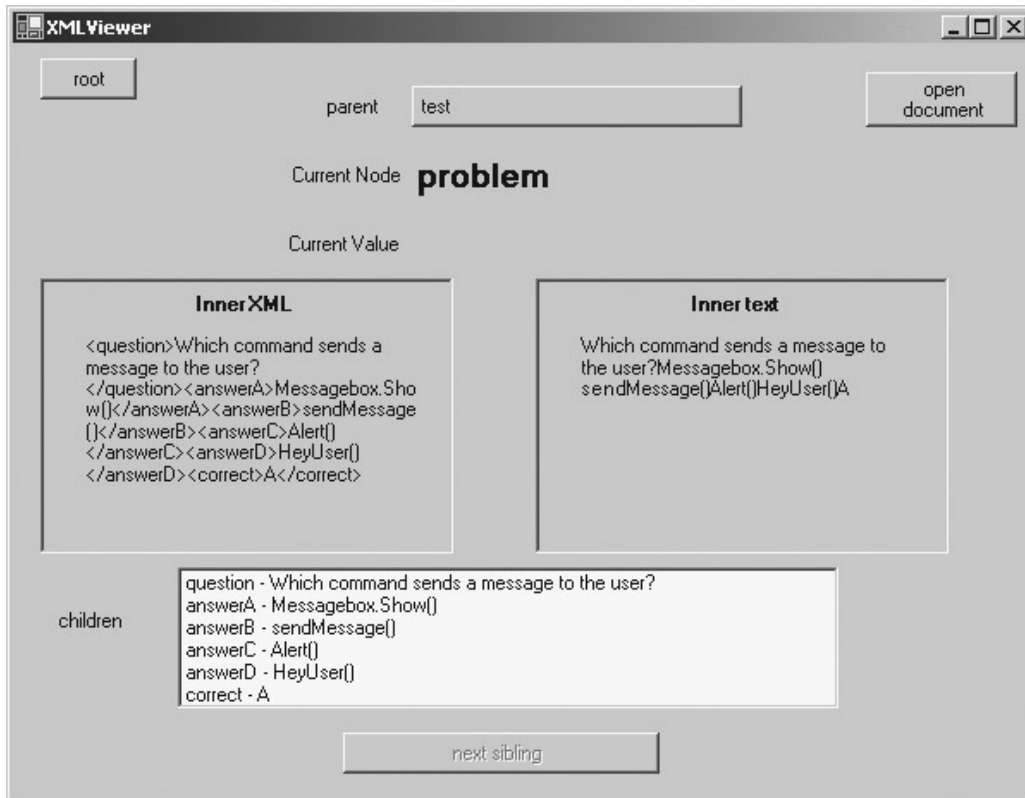 XMLViewer
root
parent
test
open
document
Current Node
problem
Current Value
InnerXML
<question>Which command sends a
message to the user?
</question><answerA>Messagebox.Sho
w()</answerA><answerB>sendMessage
()</answerB><answerC>Alert()
</answerC><answerD>HeyUser()
</answerD><correct>A</correct>
Inner text
Which command sends a message to
the user?Messagebox.Show()
sendMessage()Alert()HeyUser()A
children
question - Which command sends a message to the user?
answerA - Messagebox.Show()
answerB - sendMessage()
answerC - Alert()
answerD - HeyUser()
correct - A
next sibling